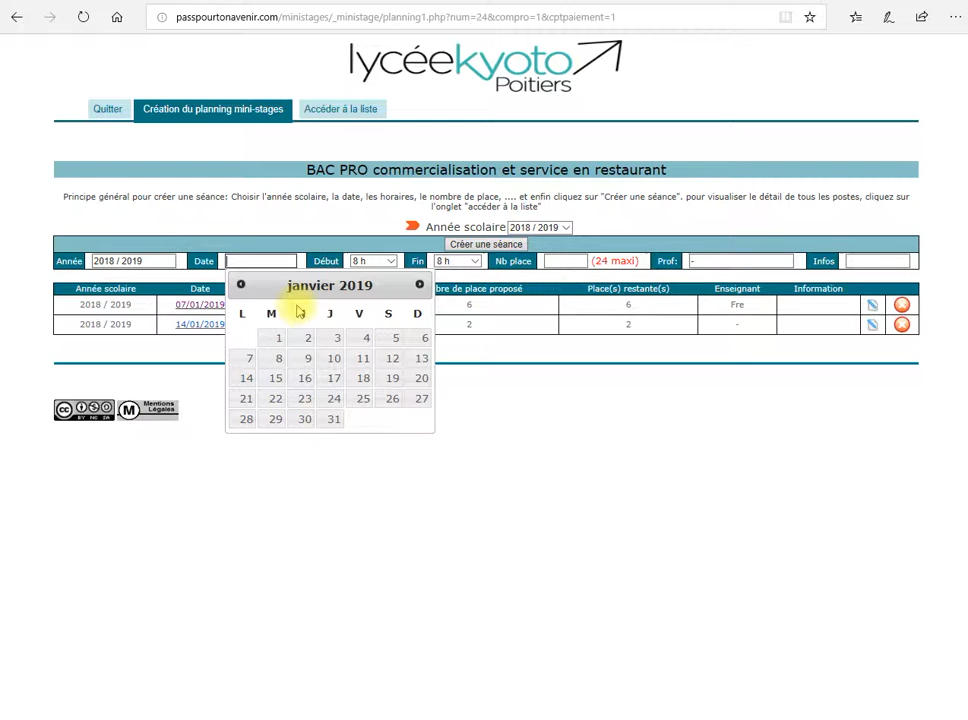 passpourtonavenir.com/ministages/_ministage/planning1.php?num=24&compro=1&cptpaiement=1
lycéekyoto
Poitiers
Quitter Création du planning mini-stages Accéder à la liste
BAC PRO commercialisation et service en restaurant
Principe général pour créer une séance: Choisir l'année scolaire, la date, les horaires, le nombre de place, .... et enfin cliquez sur "Créer une séance". pour visualiser le détail de tous les postes, cliquez sur
l'onglet "accéder à la liste"
Année scolaire 2018 / 2019
Créer une séance
Année 2018 / 2019 Date Début 8 h Fin 8 h Nb place (24 maxi) Prof: - Infos
janvier 2019
Année scolaire Date bre de place proposé Place(s) restante(s) Enseignant Information
2018 / 2019 07/01/2019 6 6 Fre
L M J V S D
2018 / 2019 14/01/2019 2 2 -
1 2 3 4 5 6
7 8 9 10 11 12 13
14 15 16 17 18 19 20
21 22 23 24 25 26 27
28 29 30 31
cc BY NC SA M Mentions Légales